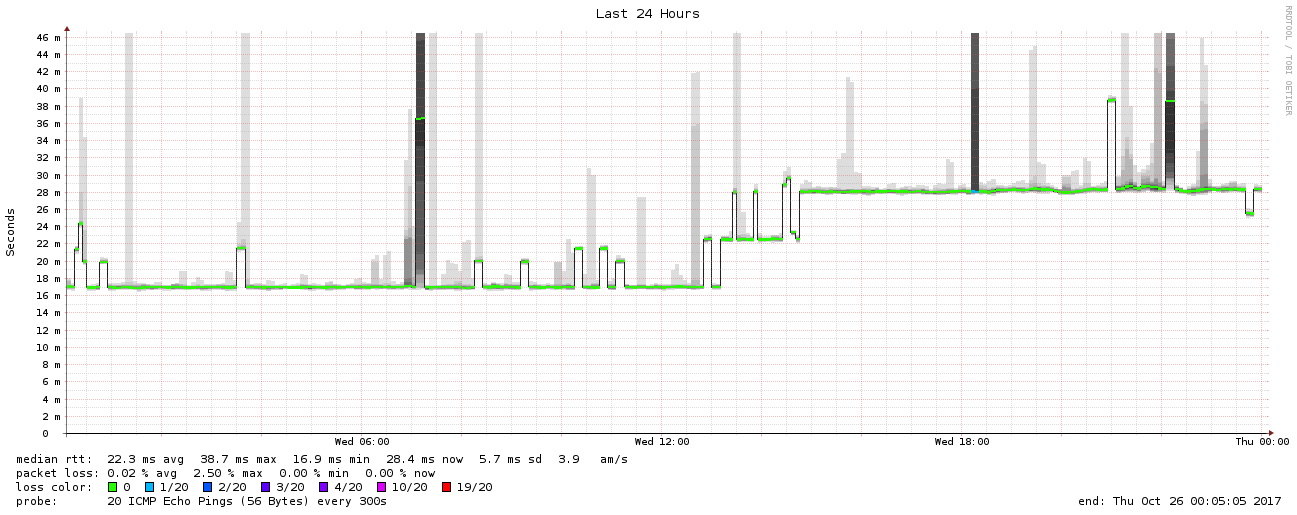 Last 24 Hours
RRDTOOL / TOBI OETIKER
Seconds
46 m
44 m
42 m
40 m
38 m
36 m
34 m
32 m
30 m
28 m
26 m
24 m
22 m
20 m
18 m
16 m
14 m
12 m
10 m
8 m
6 m
4 m
2 m
0
Wed 06:00 Wed 12:00 Wed 18:00 Thu 00:00
median rtt: 22.3 ms avg 38.7 ms max 16.9 ms min 28.4 ms now 5.7 ms sd 3.9 am/s
packet loss: 0.02 % avg 2.50 % max 0.00 % min 0.00 % now
loss color: 0 1/20 2/20 3/20 4/20 10/20 19/20
probe: 20 ICMP Echo Pings (56 Bytes) every 300s end: Thu Oct 26 00:05:05 2017